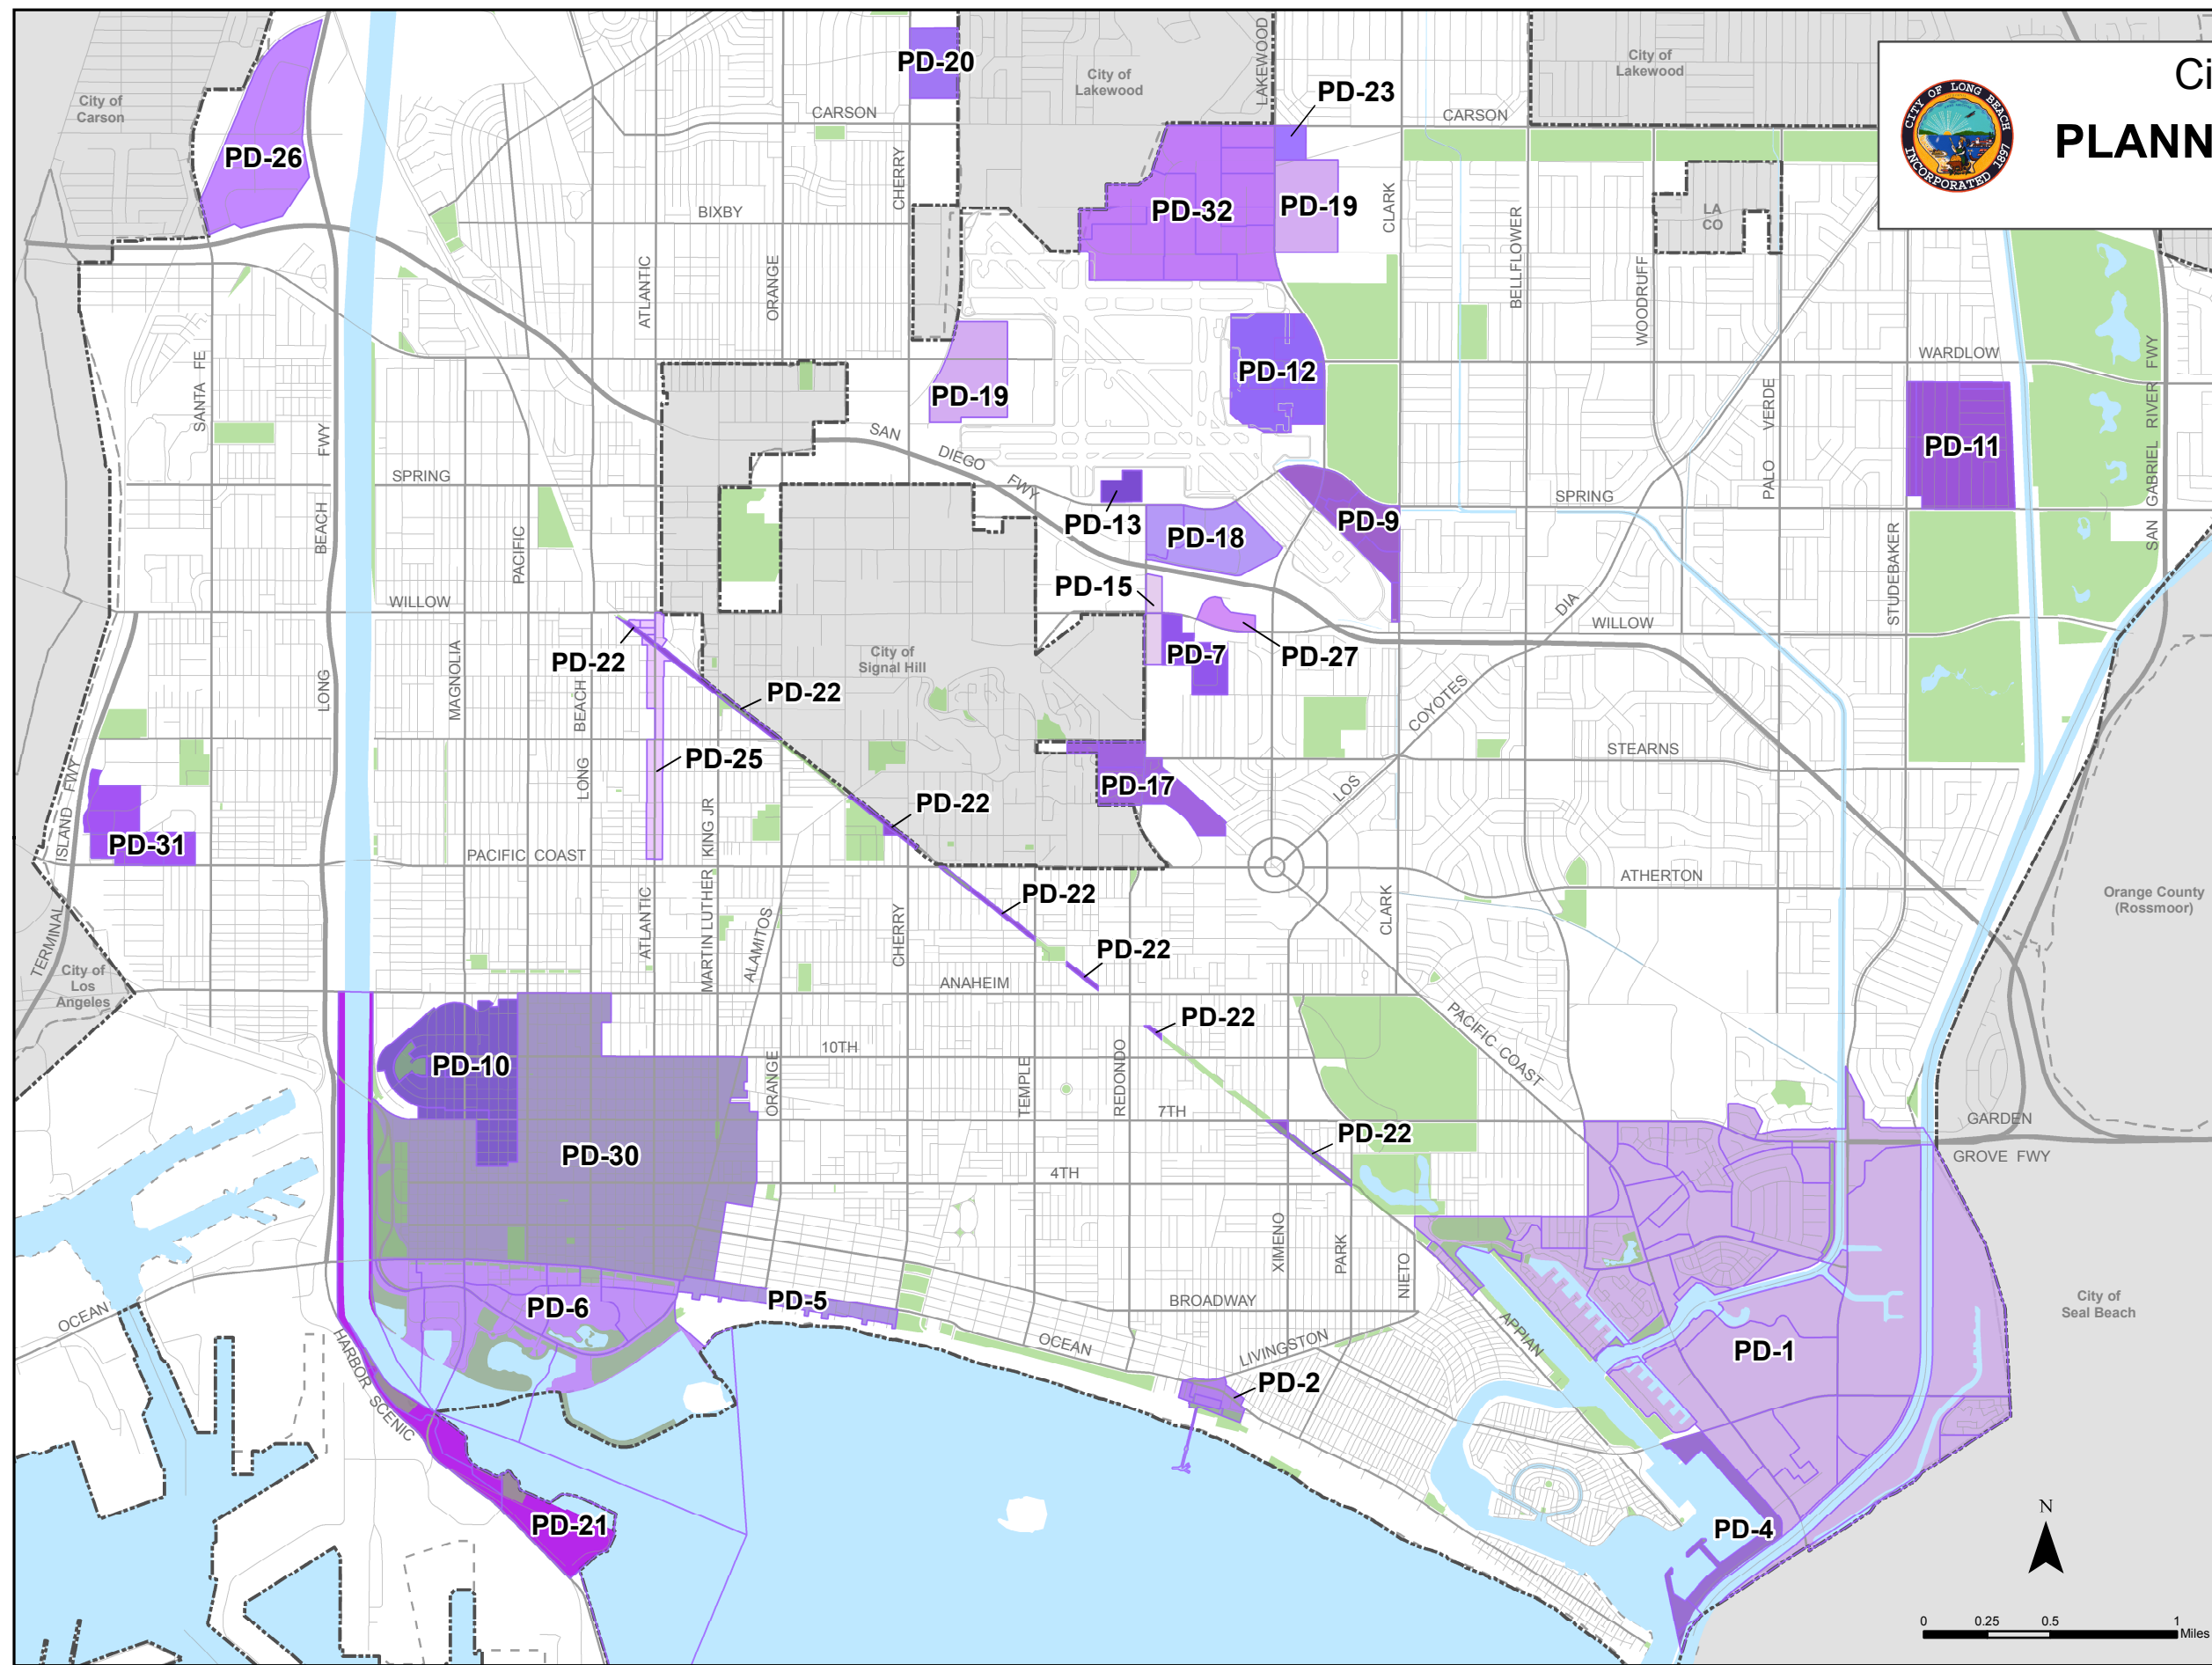 Ci
PLANN
CITY OF LONG BEACH
INCORPORATED 1897
PD-20
City of
Lakewood
LAKEWOOD
City of
Lakewood
PD-23
City of
Carson
CARSON
CARSON
PD-26
CHERRY
PD-32
PD-19
CLARK
BIXBY
LA
CO
BELLFLOWER
ATLANTIC
ORANGE
WOODRUFF
WARDLOW
SANTA FE
PD-12
PD-19
PALO VERDE
SAN GABRIEL RIVER FWY
PD-11
SAN DIEGO FWY
SPRING
SPRING
PD-13
PD-9
PD-18
LONG BEACH FWY
PACIFIC
STUDEBAKER
PD-15
WILLOW
DIA
WILLOW
PD-22
City of
Signal Hill
PD-7
PD-27
MAGNOLIA
PD-22
LONG BEACH
COYOTES
STEARNS
PD-25
PD-17
LOS
PD-22
PD-31
TERMINAL ISLAND FWY
PACIFIC COAST
MARTIN LUTHER KING JR
ATHERTON
PD-22
Orange County
(Rossmoor)
ATLANTIC
ALAMITOS
CHERRY
CLARK
PD-22
City of
Los
Angeles
ANAHEIM
PD-22
PACIFIC COAST
10TH
PD-10
ORANGE
TEMPLE
REDONDO
7TH
GARDEN
GROVE FWY
PD-22
PD-30
4TH
XIMENO
PARK
NIETO
PD-6
PD-5
BROADWAY
City of
Seal Beach
OCEAN
HARBOR SCENIC
OCEAN
LIVINGSTON
APPIAN
PD-1
PD-2
N
PD-21
PD-4
0 0.25 0.5 1
Miles